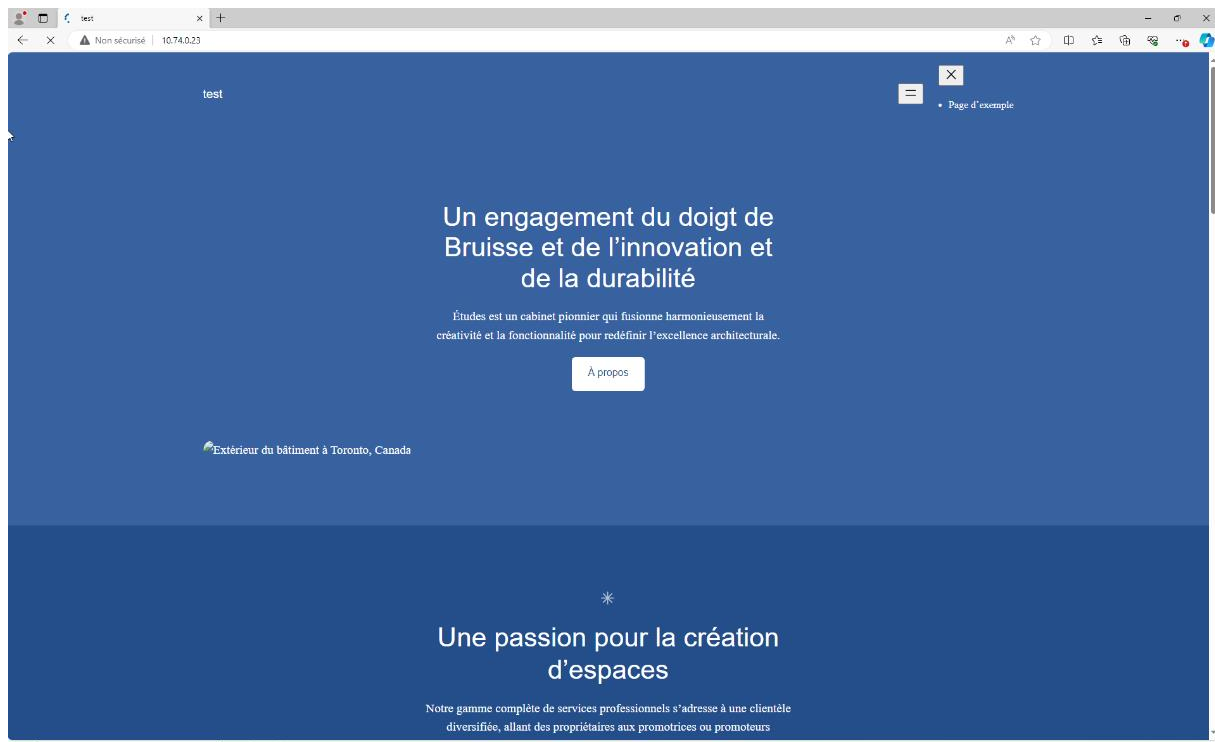 test
Non sécurisé
10.74.0.23
test
Page d'exemple
Un engagement du doigt de
Bruisse et de l'innovation et
de la durabilité
Études est un cabinet pionnier qui fusionne harmonieusement la
créativité et la fonctionnalité pour redéfinir l'excellence architecturale.
À propos
Extérieur du bâtiment à Toronto, Canada
Une passion pour la création
d'espaces
Notre gamme complète de services professionnels s'adresse à une clientèle
diversifiée, allant des propriétaires aux promotrices ou promoteurs